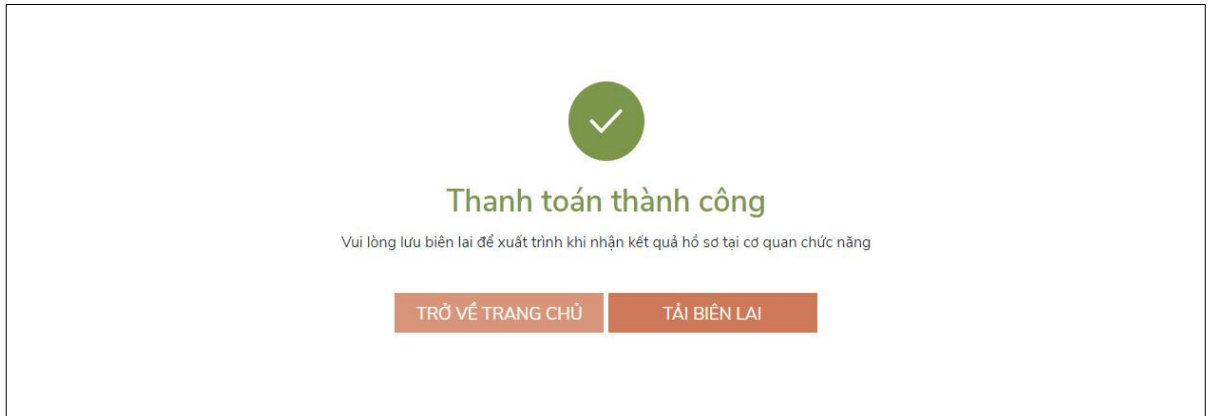 Thanh toán thành công
Vui lòng lưu biên lai để xuất trình khi nhận kết quả hồ sơ tại cơ quan chức năng
TRỞ VỀ TRANG CHỦ
TẢI BIÊN LAI